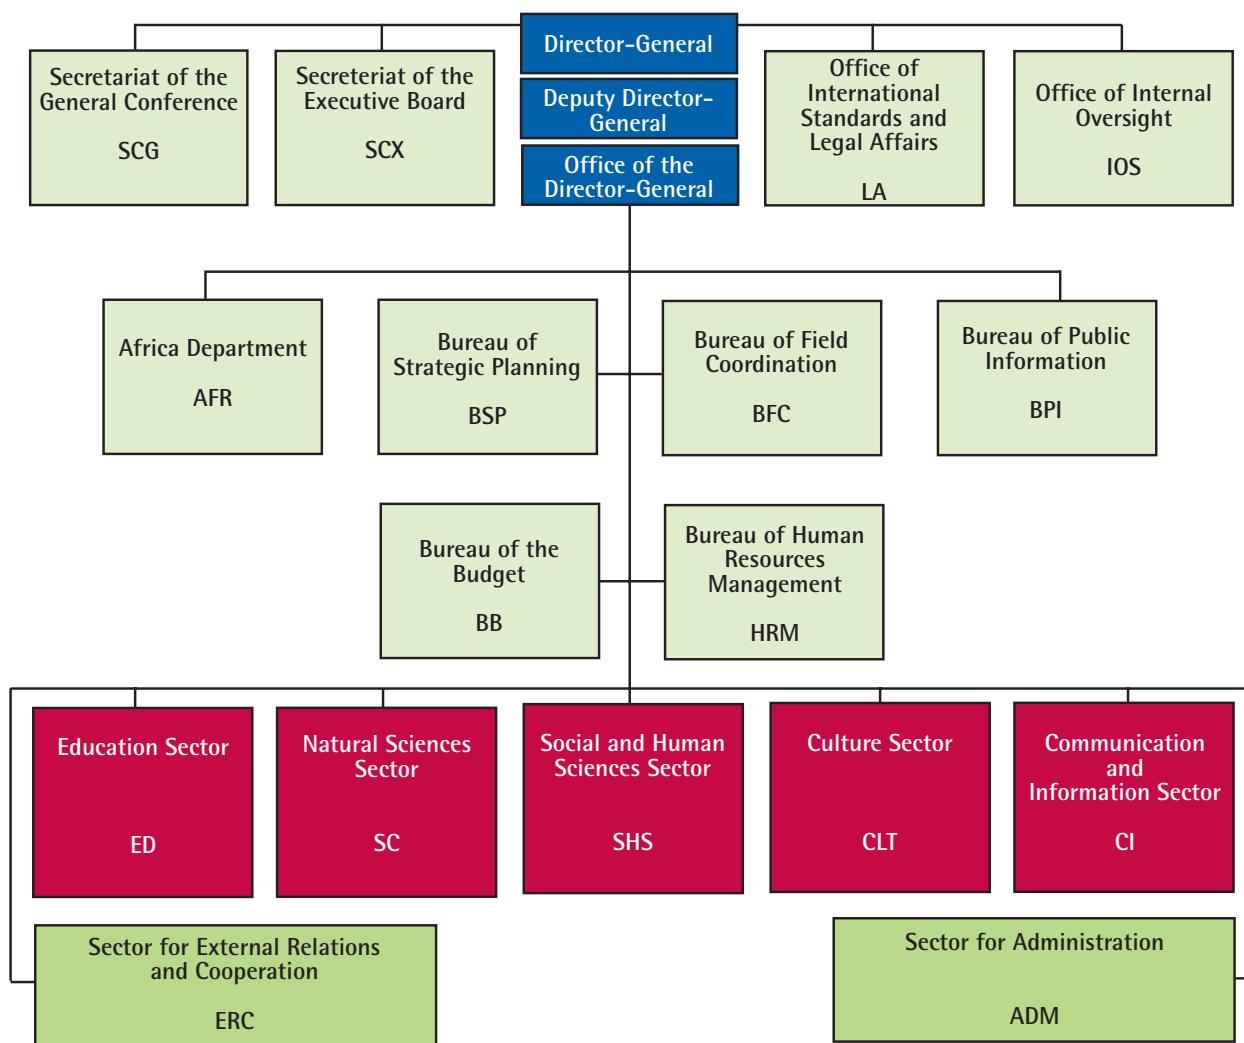 Director-General
Deputy Director-
General
Office of the
Director-General
Secretariat of the
General Conference
SCG
Secreteriat of the
Executive Board
SCX
Office of
International
Standards and
Legal Affairs
LA
Office of Internal
Oversight
IOS
Africa Department
AFR
Bureau of
Strategic Planning
BSP
Bureau of Field
Coordination
BFC
Bureau of Public
Information
BPI
Bureau of the
Budget
BB
Bureau of Human
Resources
Management
HRM
Education Sector
ED
Natural Sciences
Sector
SC
Social and Human
Sciences Sector
SHS
Culture Sector
CLT
Communication
and
Information Sector
CI
Sector for External Relations
and Cooperation
ERC
Sector for Administration
ADM